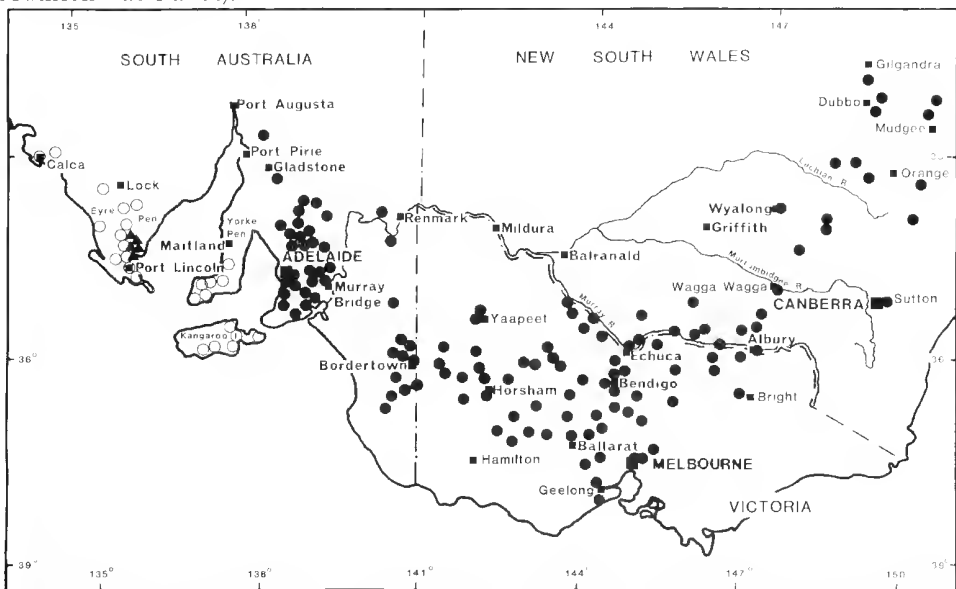 135 138 144 147
SOUTH AUSTRALIA NEW SOUTH WALES
Gilgandra
Port Augusta
Dubbo
Mudgee
Port Pirie
Calca
Gladstone
Lachlan R.
Orange
Lock
Eyre
Pen
Yorke
Pen
Renmark
Wyalong
Mildura
Griffith
Maitland
ADELAIDE
Balranald
Port Lincoln
Murrumbidgee R.
Murray
Bridge
Wagga Wagga
CANBERRA
Sutton
Murray R.
Yaapeet
Kangaroo I
Albury
36° 36°
Echuca
Bordertown
Bendigo
Horsham
Bright
Ballarat
Hamilton
MELBOURNE
Geelong
VICTORIA
39° 39°
135 138 141 144 147 150